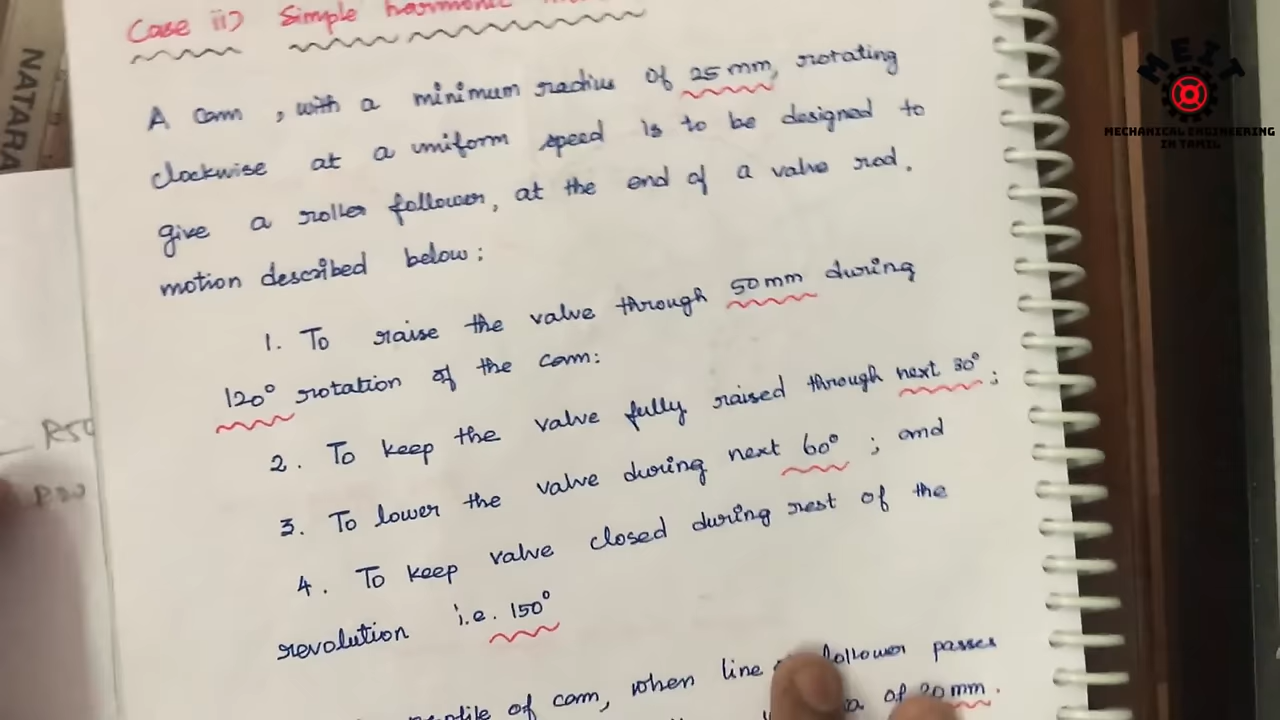 Case ii) Simple harmonic
A cam , with a minimum radius of 25 mm, rotating
clockwise at a uniform speed is to be designed to
give a roller follower, at the end of a valve rod.
motion described below:
1. To raise the valve through 50 mm during
120° rotation of the cam:
2. To keep the valve fully raised through next 30° ;
3. To lower the valve during next 60° ; and
4. To keep valve closed during rest of the
revolution i.e. 150°
of cam, when line follower passes
of 20 mm.
NATARA
MEIT
MECHANICAL ENGINEERING
IN TAMIL